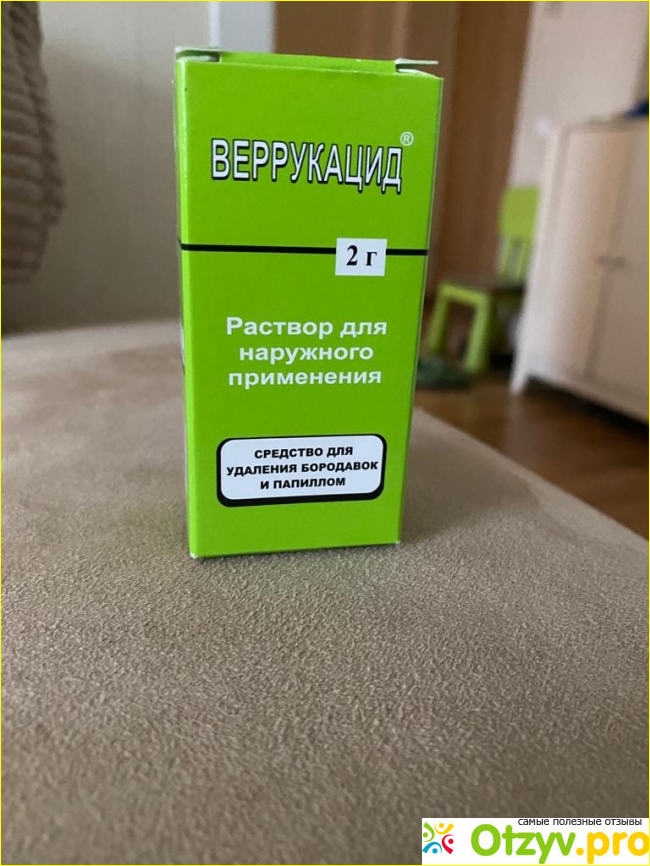 ВЕРРУКАЦИД®
2 г
Раствор для
наружного
применения
СРЕДСТВО ДЛЯ
УДАЛЕНИЯ БОРОДАВОК
И ПАПИЛЛОМ
самые полезные отзывы
Otzyv.pro